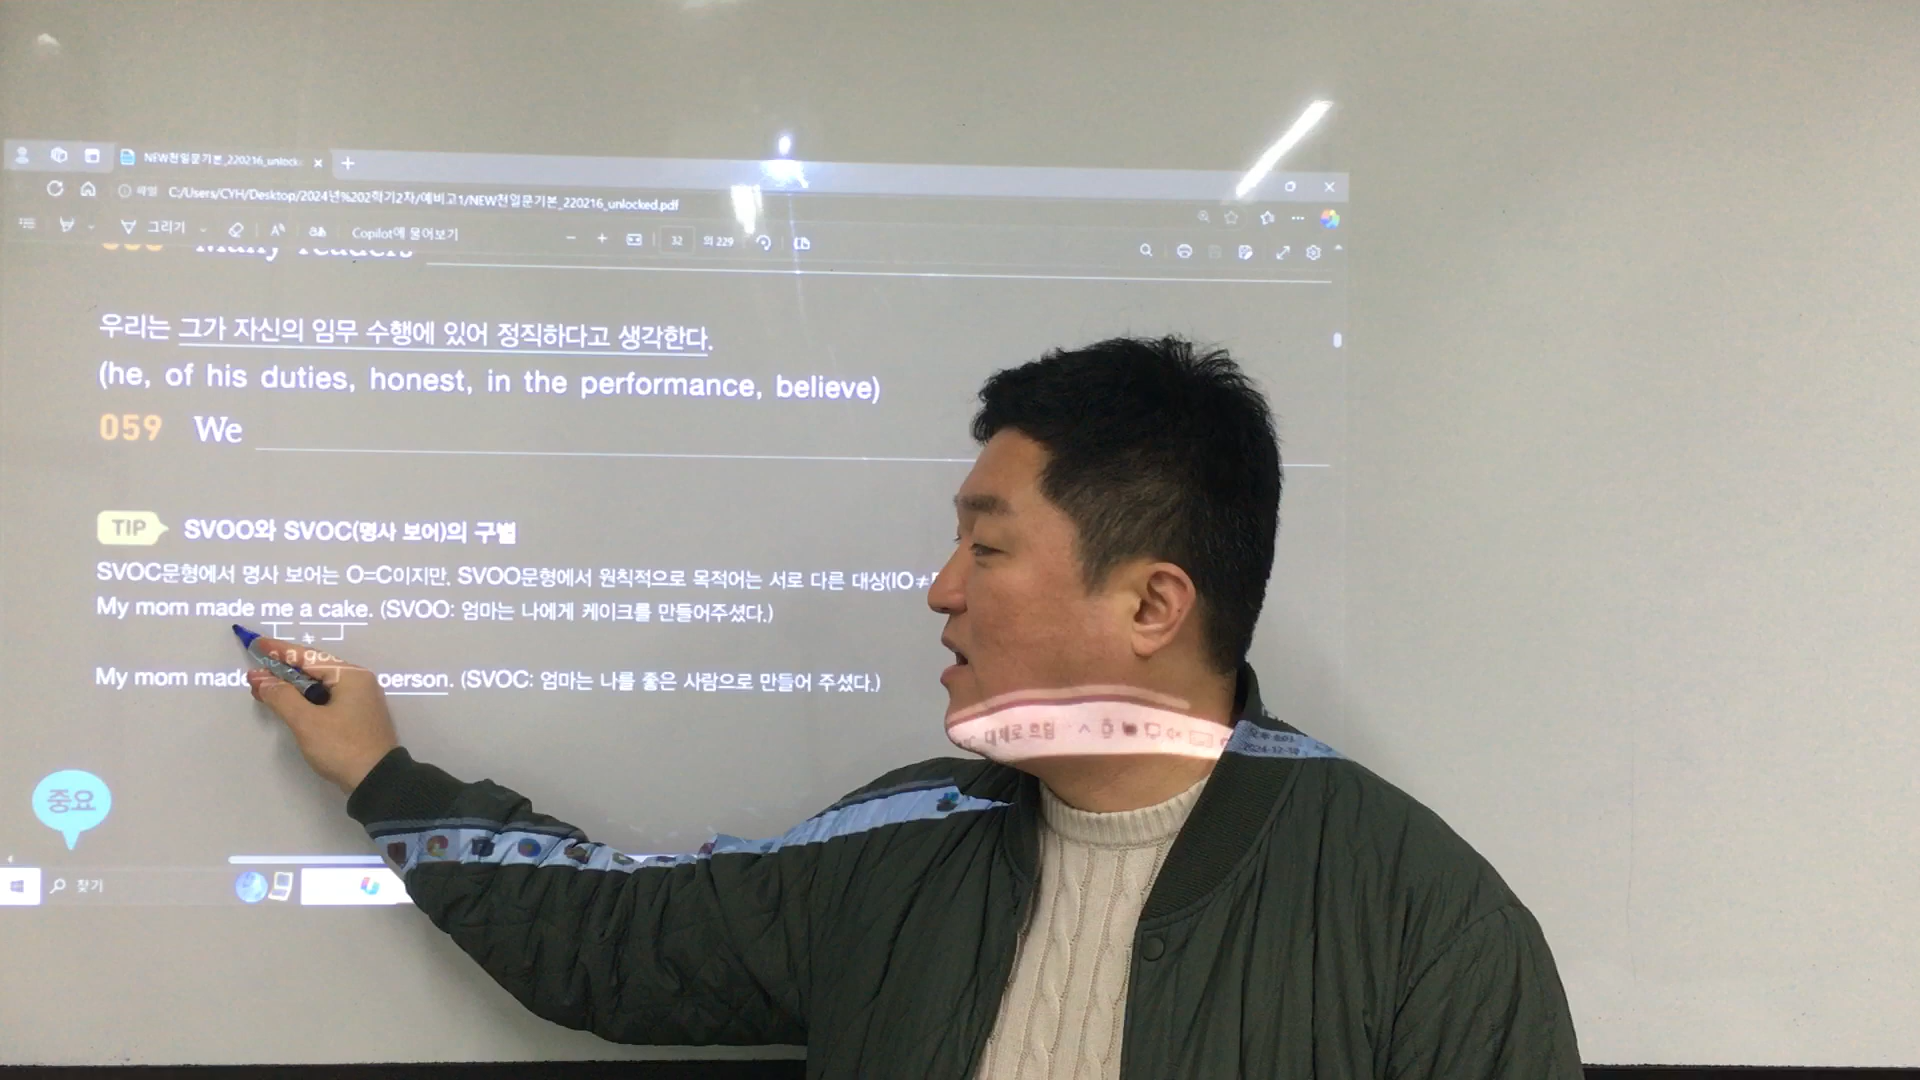 NEW천일문기본_220216_unlock
파일 C:/Users/CYH/Desktop/2024년%202학기2차/예비고1/NEW천일문기본_220216_unlocked.pdf
그리기 Copilot에 물어보기 32 의 229
Many readers
우리는 그가 자신의 임무 수행에 있어 정직하다고 생각한다.
(he, of his duties, honest, in the performance, believe)
059 We
TIP SVOO와 SVOC(명사 보어)의 구별
SVOC문형에서 명사 보어는 O=C이지만, SVOO문형에서 원칙적으로 목적어는 서로 다른 대상(IO≠
My mom made me a cake. (SVOO: 엄마는 나에게 케이크를 만들어주셨다.)
≠
My mom made a person. (SVOC: 엄마는 나를 좋은 사람으로 만들어 주셨다.)
대체로 흐림
중요
찾기